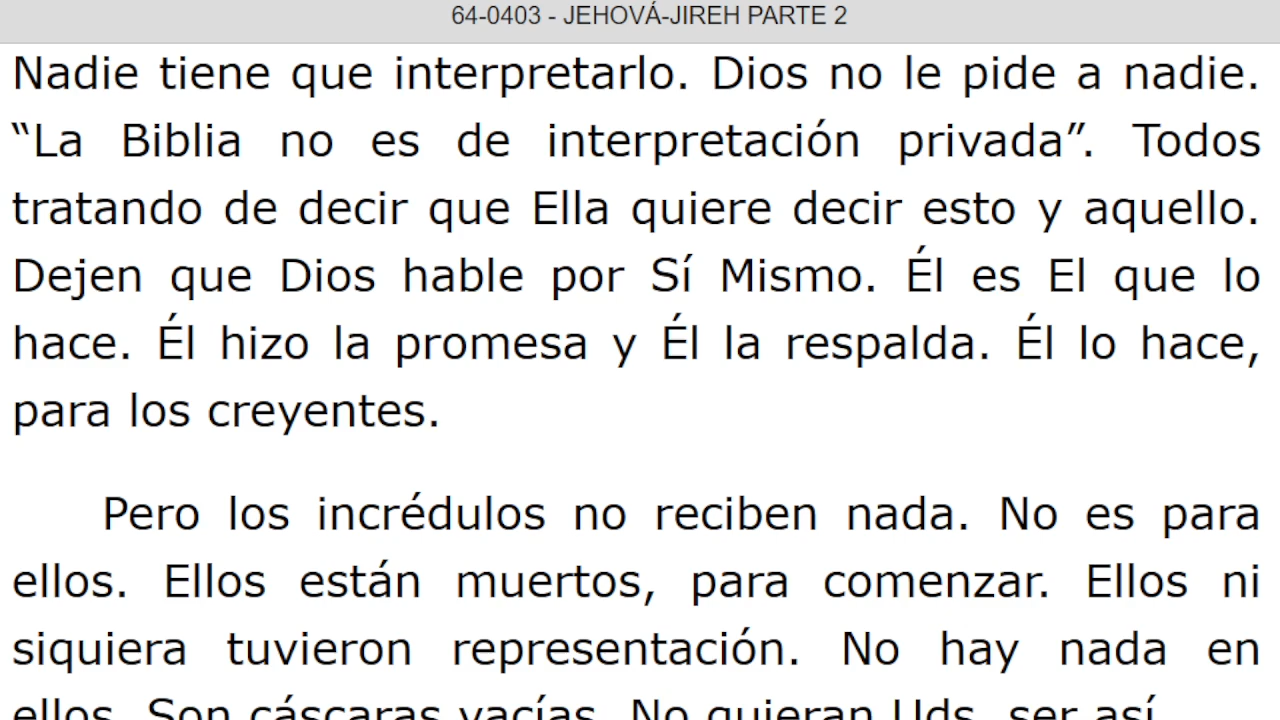 64-0403 - JEHOVÁ-JIREH PARTE 2
Nadie tiene que interpretarlo. Dios no le pide a nadie.
“La Biblia no es de interpretación privada”. Todos
tratando de decir que Ella quiere decir esto y aquello.
Dejen que Dios hable por Sí Mismo. Él es El que lo
hace. Él hizo la promesa y Él la respalda. Él lo hace,
para los creyentes.
Pero los incrédulos no reciben nada. No es para
ellos. Ellos están muertos, para comenzar. Ellos ni
siquiera tuvieron representación. No hay nada en
ellos. Son cáscaras vacías. No quieran Uds. ser así.